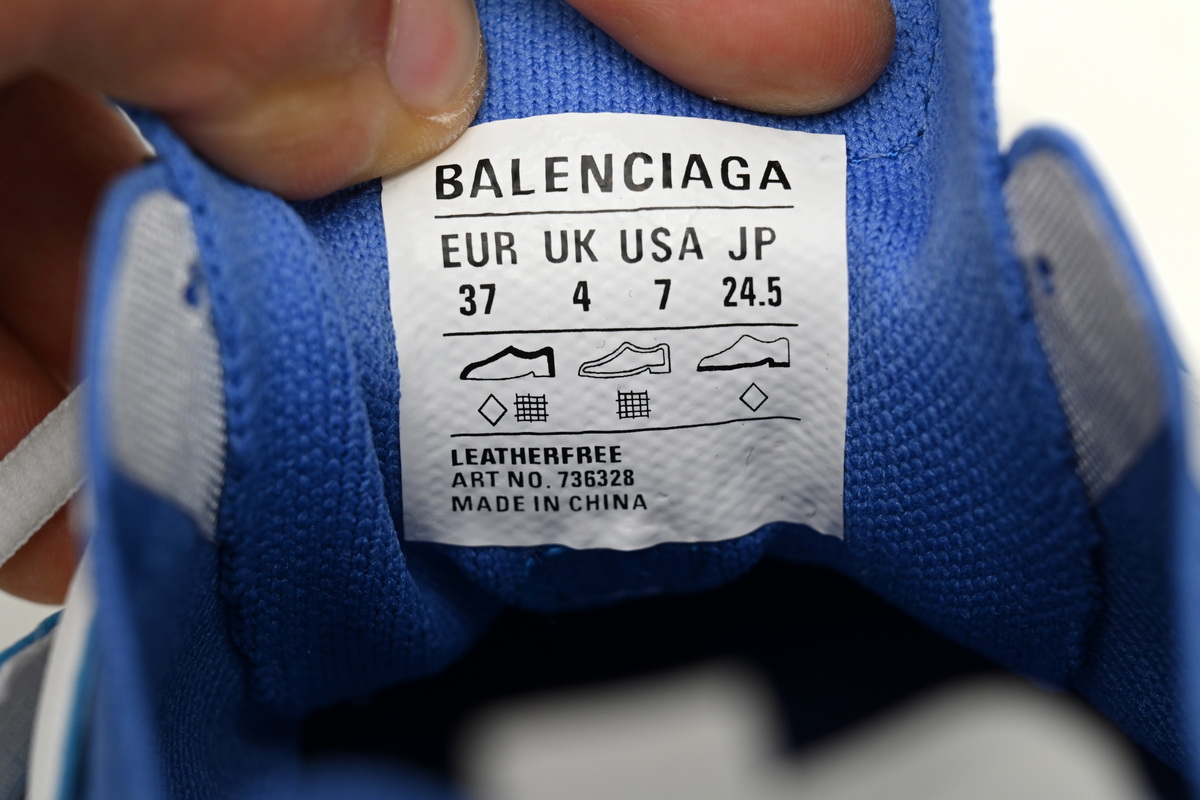 BALENCIAGA
EUR UK USA JP
37 4 7 24.5
LEATHERFREE
ART NO. 736328
MADE IN CHINA